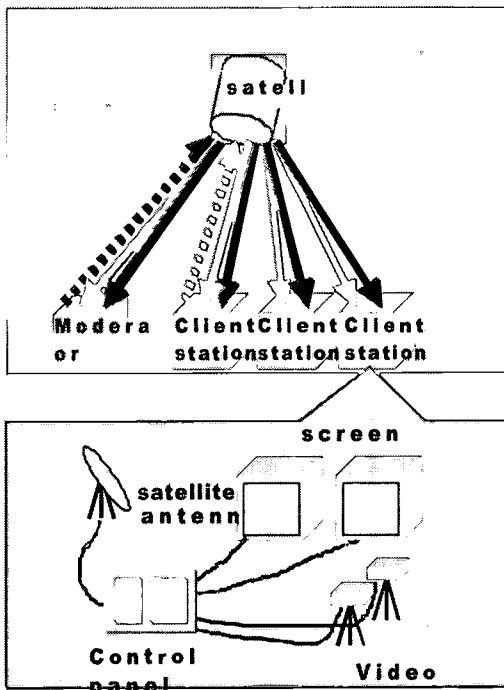 satell
Modera Client Client Client
or station station station
screen
satellite
antenn
Control
panel
Video